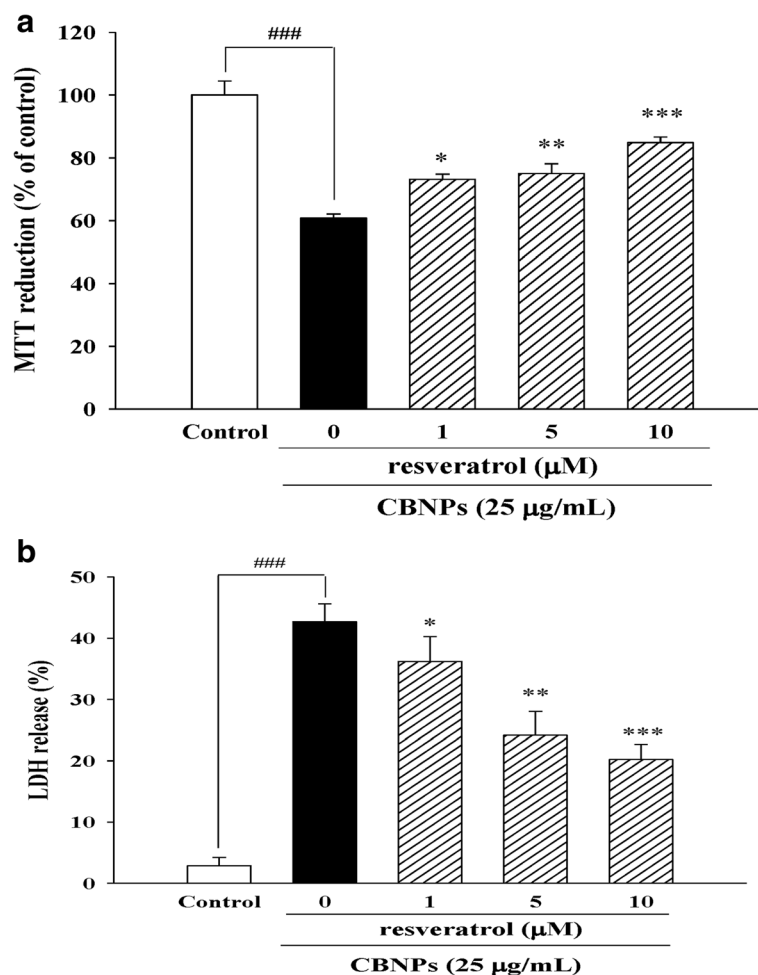 a
120
100
80
60
40
20
0
MTT reduction (% of control)
###
*
**
***
Control 0 1 5 10
resveratrol (μM)
CBNPs (25 μg/mL)
b
50
40
30
20
10
0
LDH release (%)
###
*
**
***
Control 0 1 5 10
resveratrol (μM)
CBNPs (25 μg/mL)